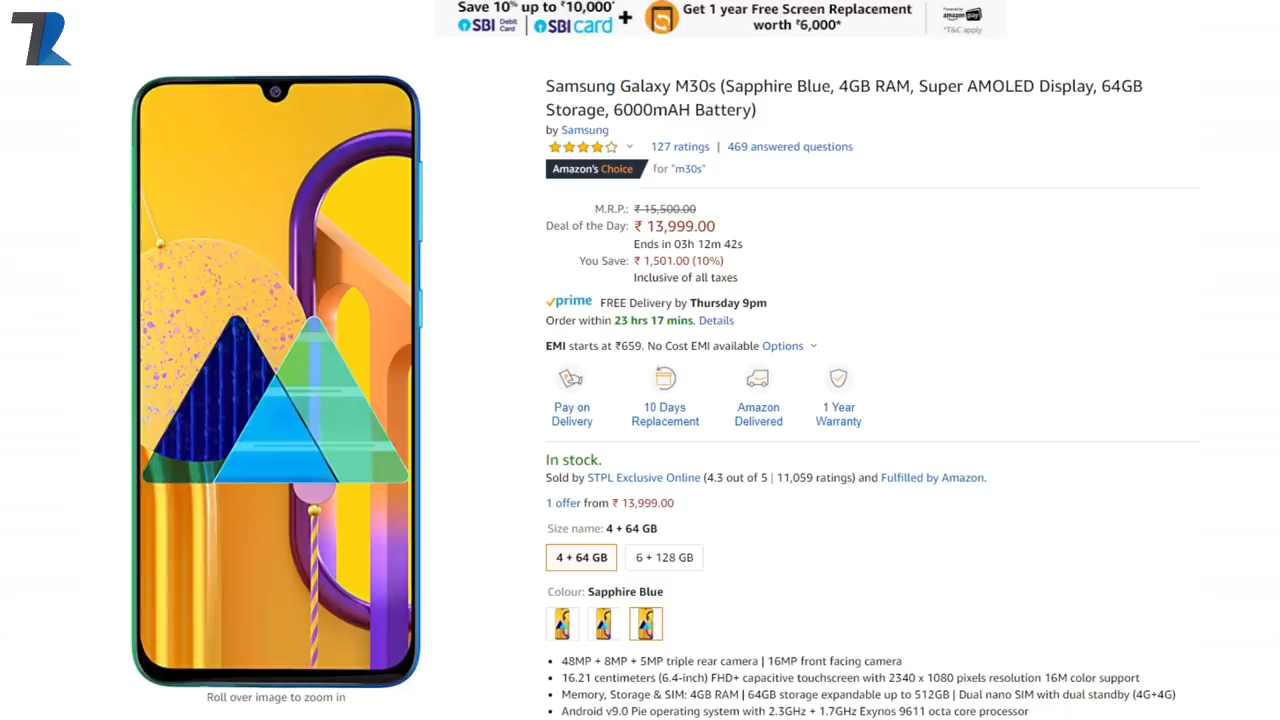 Save 10% up to ₹10,000*
SBI Debit Card | SBI card + Get 1 year Free Screen Replacement worth ₹6,000*
Powered by
amazon pay
*T&C apply
Samsung Galaxy M30s (Sapphire Blue, 4GB RAM, Super AMOLED Display, 64GB
Storage, 6000mAH Battery)
by Samsung
127 ratings | 469 answered questions
Amazon's Choice for "m30s"
M.R.P.: ₹ 15,500.00
Deal of the Day: ₹ 13,999.00
Ends in 03h 12m 42s
You Save: ₹ 1,501.00 (10%)
Inclusive of all taxes
prime FREE Delivery by Thursday 9pm
Order within 23 hrs 17 mins. Details
EMI starts at ₹659. No Cost EMI available Options
Pay on Delivery
10 Days Replacement
Amazon Delivered
1 Year Warranty
In stock.
Sold by STPL Exclusive Online (4.3 out of 5 | 11,059 ratings) and Fulfilled by Amazon.
1 offer from ₹ 13,999.00
Size name: 4 + 64 GB
4 + 64 GB
6 + 128 GB
Colour: Sapphire Blue
48MP + 8MP + 5MP triple rear camera | 16MP front facing camera
16.21 centimeters (6.4-inch) FHD+ capacitive touchscreen with 2340 x 1080 pixels resolution 16M color support
Memory, Storage & SIM: 4GB RAM | 64GB storage expandable up to 512GB | Dual nano SIM with dual standby (4G+4G)
Android v9.0 Pie operating system with 2.3GHz + 1.7GHz Exynos 9611 octa core processor
Roll over image to zoom in